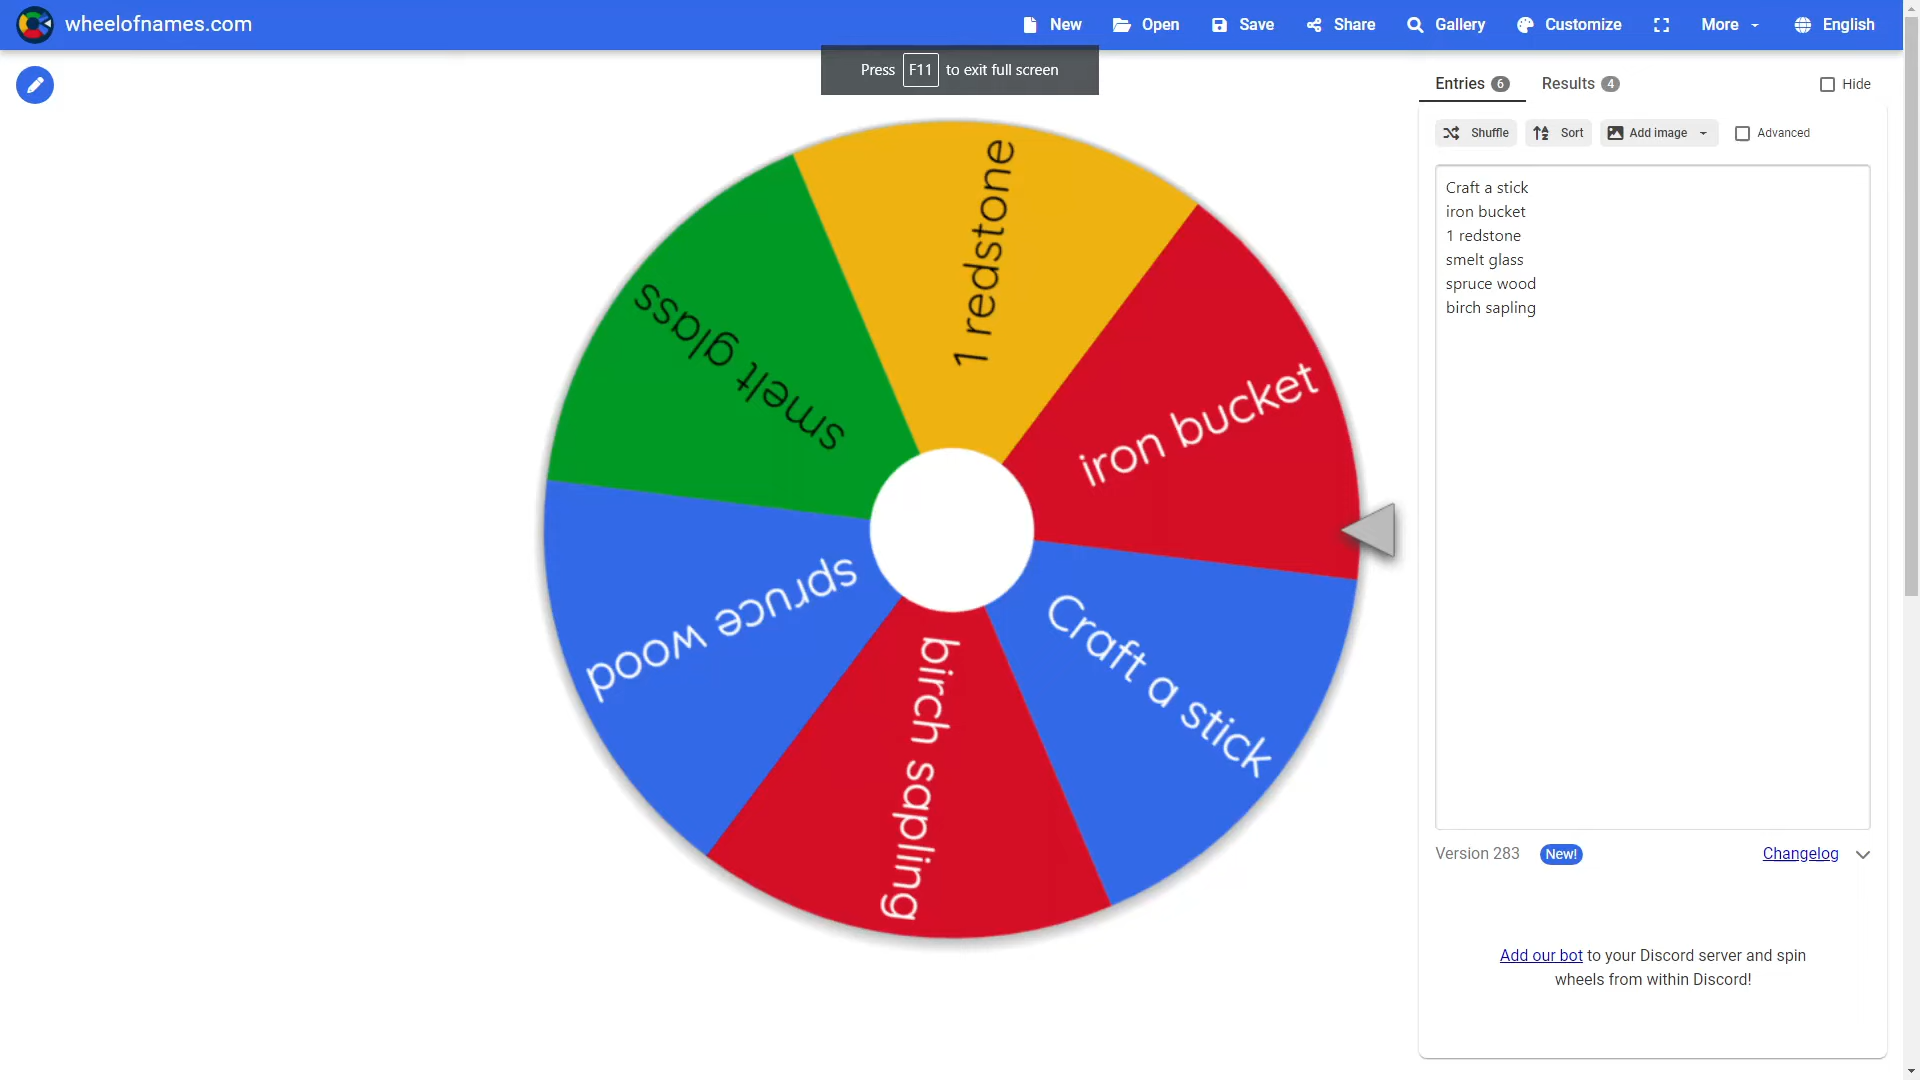 wheelofnames.com
New
Open
Save
Share
Gallery
Customize
More
English
Press F11 to exit full screen
Entries 6
Results 4
Hide
Shuffle
Sort
Add image
Advanced
Craft a stick
iron bucket
1 redstone
smelt glass
spruce wood
birch sapling
1 redstone
iron bucket
Craft a stick
birch sapling
spruce wood
smelt glass
Version 283
New!
Changelog
Add our bot to your Discord server and spin
wheels from within Discord!